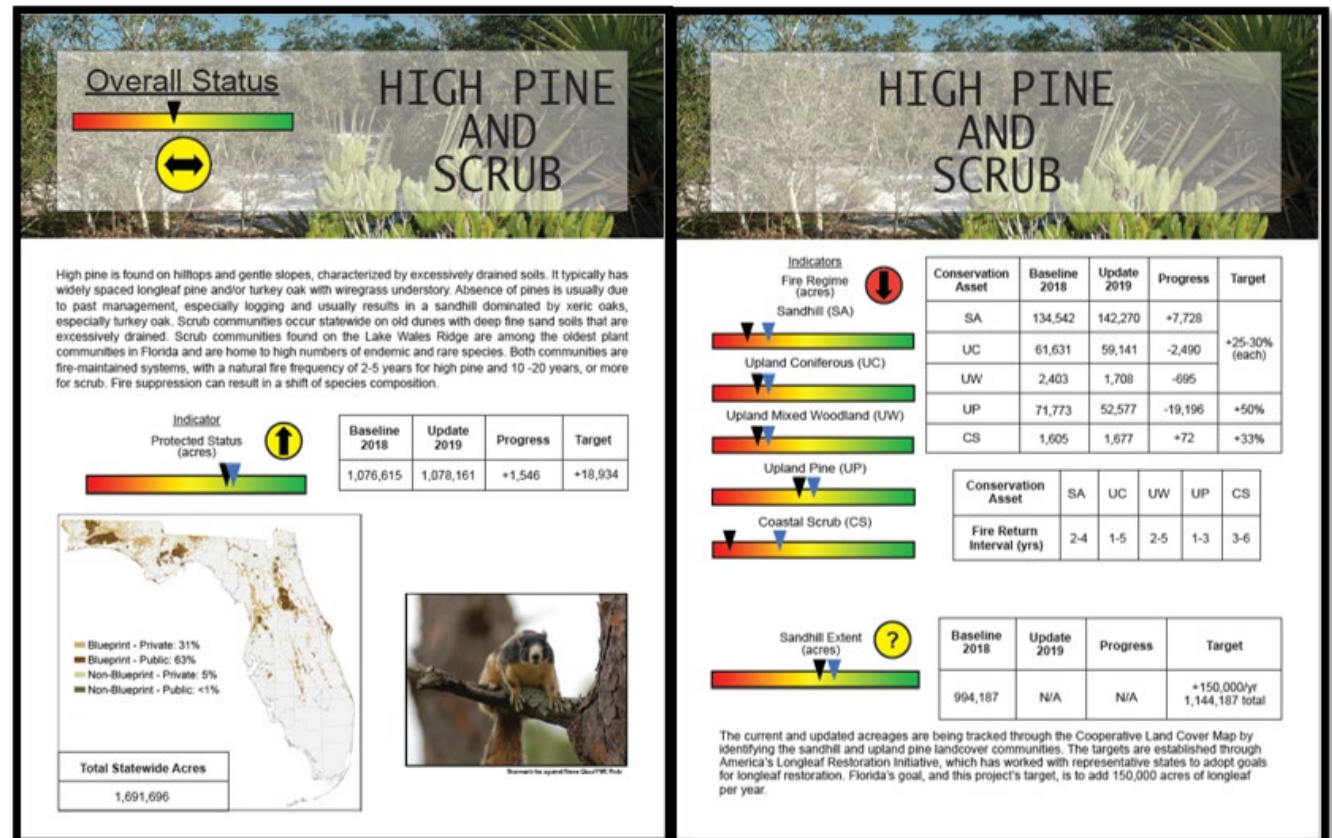 Overall Status
HIGH PINE
AND
SCRUB
High pine is found on hilltops and gentle slopes, characterized by excessively drained soils. It typically has
widely spaced longleaf pine and/or turkey oak with wiregrass understory. Absence of pines is usually due
to past management, especially logging and usually results in a sandhill dominated by xeric oaks,
especially turkey oak. Scrub communities occur statewide on old dunes with deep fine sand soils that are
excessively drained. Scrub communities found on the Lake Wales Ridge are among the oldest plant
communities in Florida and are home to high numbers of endemic and rare species. Both communities are
fire-maintained systems, with a natural fire frequency of 2-5 years for high pine and 10 -20 years, or more
for scrub. Fire suppression can result in a shift of species composition.
Indicator
Protected Status
(acres)
Baseline 2018 Update 2019 Progress Target
1,076,615 1,078,161 +1,546 +18,934
Blueprint - Private: 31%
Blueprint - Public: 63%
Non-Blueprint - Private: 5%
Non-Blueprint - Public: <1%
Total Statewide Acres
1,691,696
HIGH PINE
AND
SCRUB
Indicators
Fire Regime
(acres)
Sandhill (SA)
Upland Coniferous (UC)
Upland Mixed Woodland (UW)
Upland Pine (UP)
Coastal Scrub (CS)
Conservation Asset Baseline 2018 Update 2019 Progress Target
SA 134,542 142,270 +7,728
UC 61,631 59,141 -2,490 +25-30% (each)
UW 2,403 1,708 -695
UP 71,773 52,577 -19,196 +50%
CS 1,605 1,677 +72 +33%
Conservation Asset SA UC UW UP CS
Fire Return Interval (yrs) 2-4 1-5 2-5 1-3 3-6
Sandhill Extent
(acres)
?
Baseline 2018 Update 2019 Progress Target
994,187 N/A N/A +150,000/yr 1,144,187 total
The current and updated acreages are being tracked through the Cooperative Land Cover Map by
identifying the sandhill and upland pine landcover communities. The targets are established through
America's Longleaf Restoration Initiative, which has worked with representative states to adopt goals
for longleaf restoration. Florida's goal, and this project's target, is to add 150,000 acres of longleaf
per year.